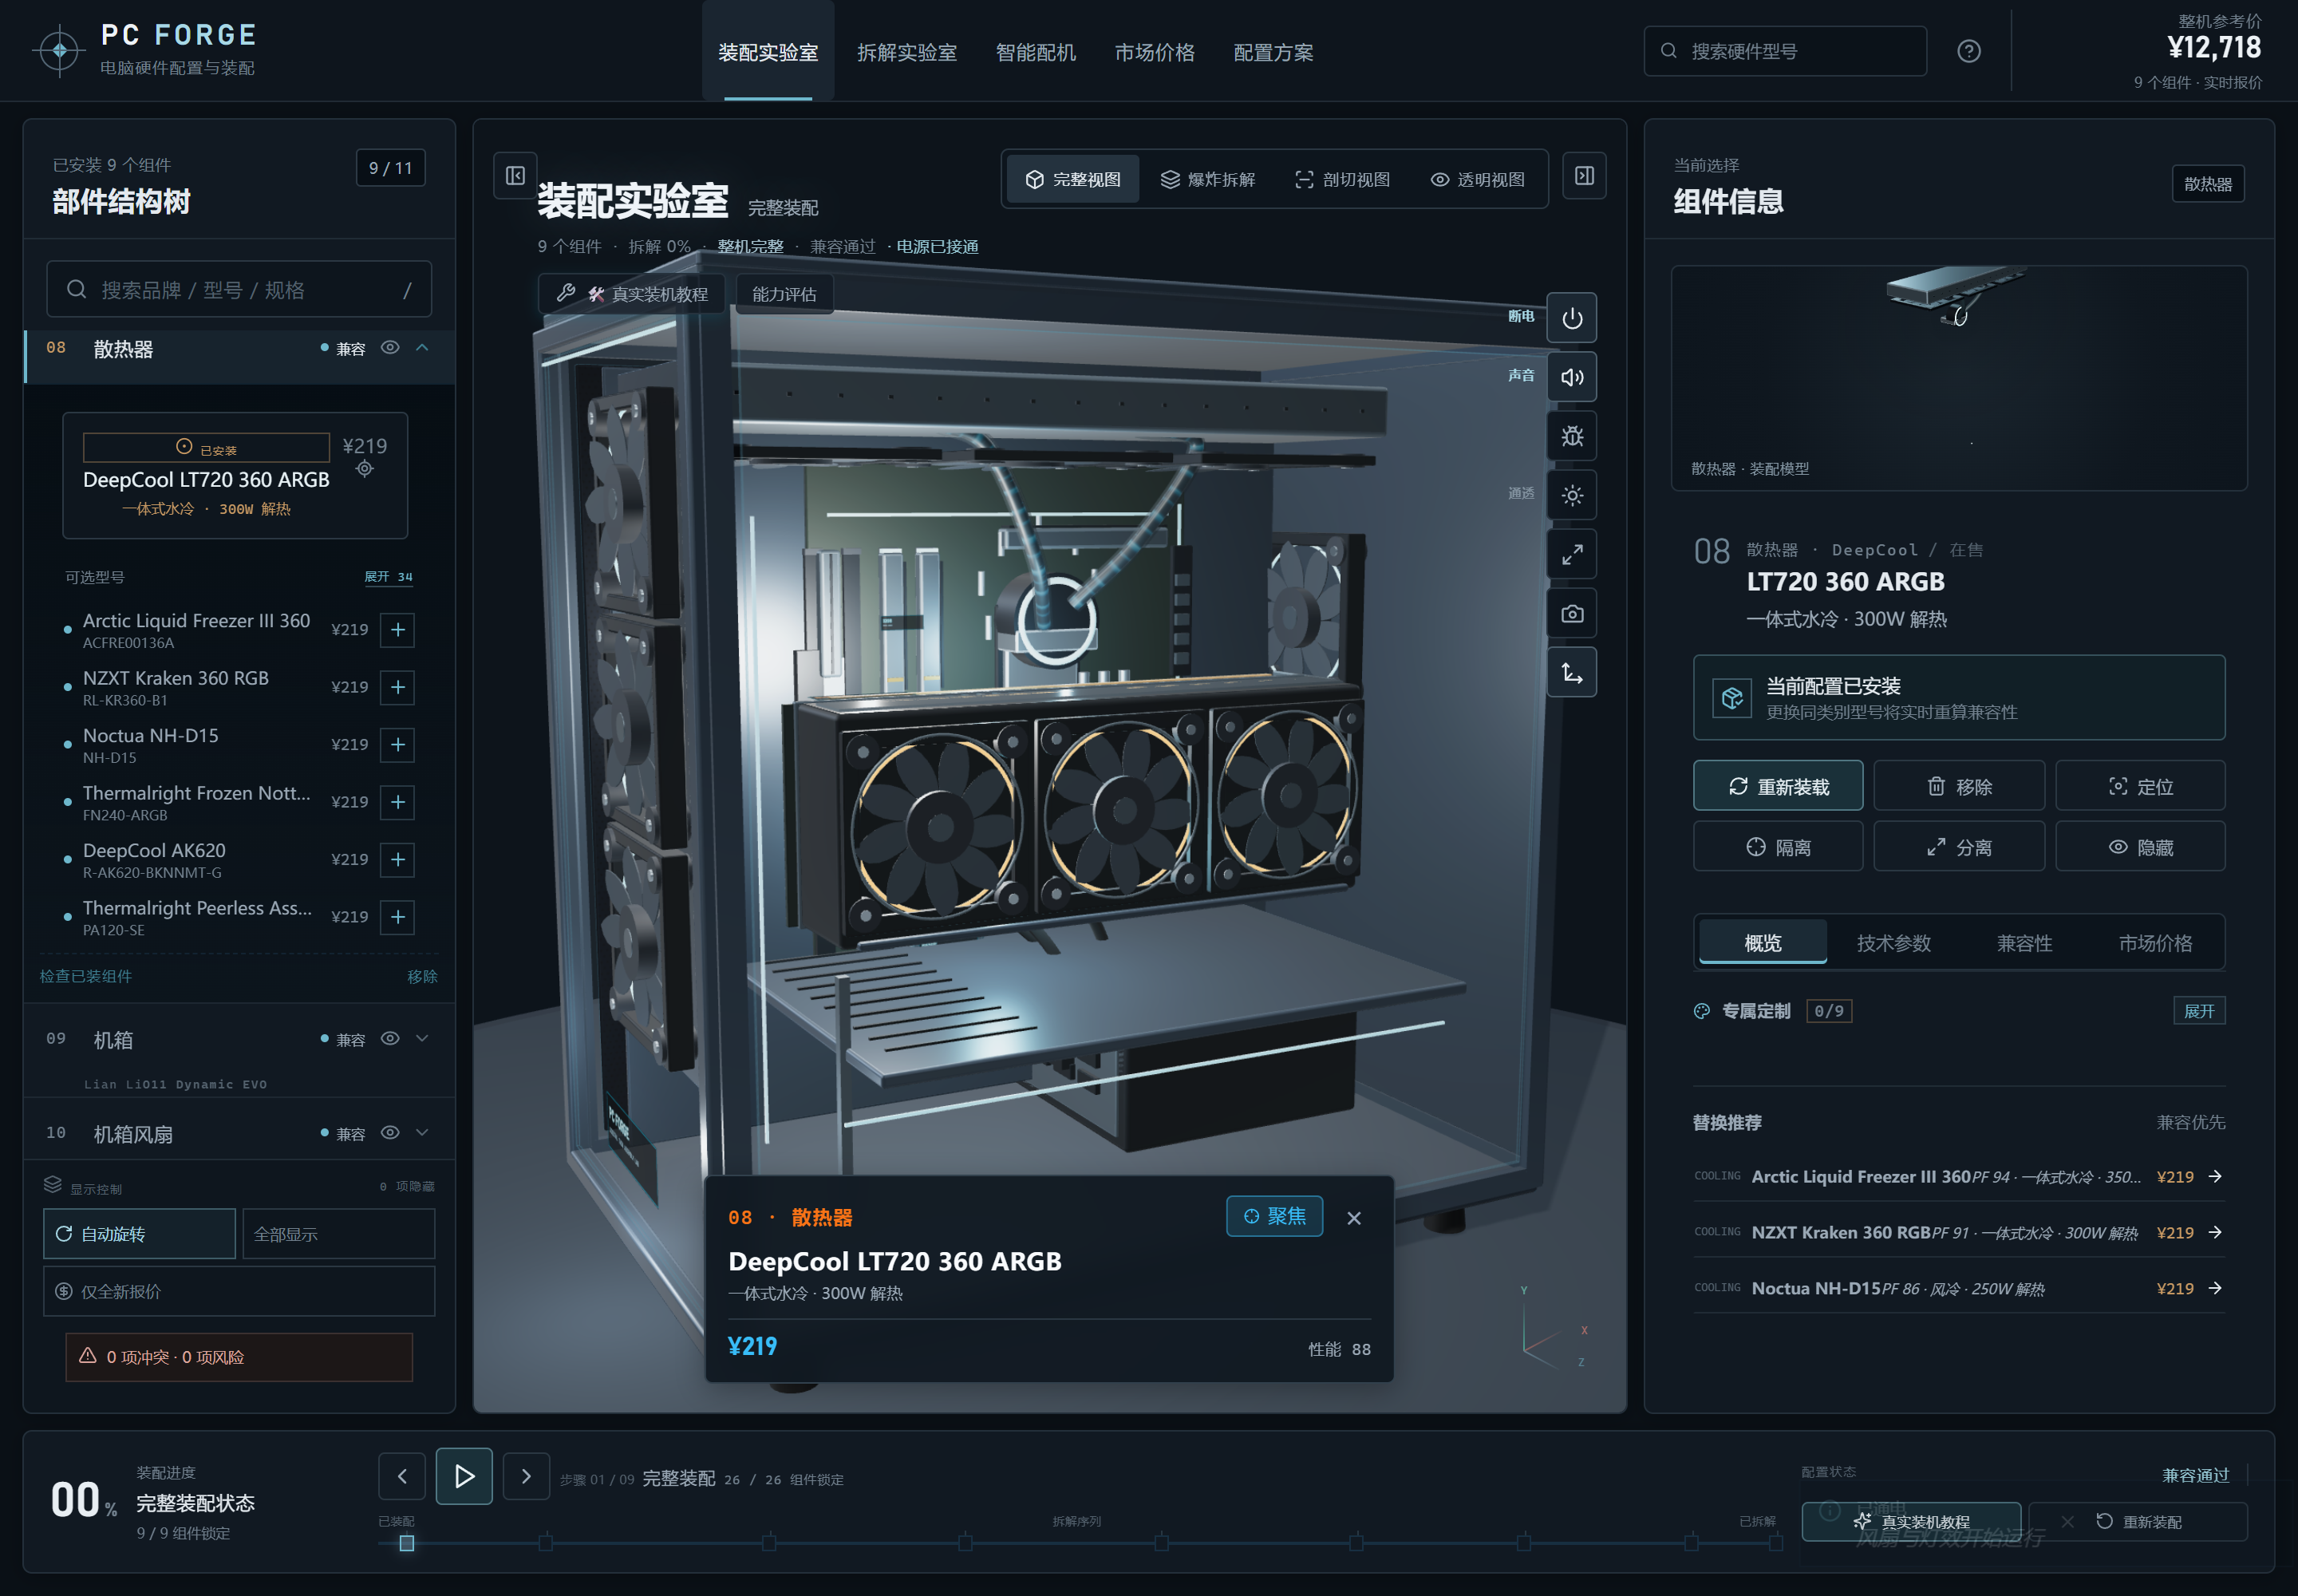 PC FORGE
电脑硬件配置与装配
装配实验室
拆解实验室
智能配机
市场价格
配置方案
搜索硬件型号
整机参考价
¥12,718
9 个组件 · 实时报价
已安装 9 个组件
部件结构树
9 / 11
搜索品牌 / 型号 / 规格
/
08 散热器
兼容
已安装
¥219
DeepCool LT720 360 ARGB
一体式水冷 · 300W 解热
可选型号
展开 34
Arctic Liquid Freezer III 360
ACFRE00136A
¥219
NZXT Kraken 360 RGB
RL-KR360-B1
¥219
Noctua NH-D15
NH-D15
¥219
Thermalright Frozen Nott...
FN240-ARGB
¥219
DeepCool AK620
R-AK620-BKNNMT-G
¥219
Thermalright Peerless Ass...
PA120-SE
¥219
检查已装组件
移除
09 机箱
兼容
Lian LiO11 Dynamic EVO
10 机箱风扇
兼容
显示控制
0 项隐藏
自动旋转
全部显示
仅全新报价
0 项冲突 · 0 项风险
装配实验室 完整装配
9 个组件 · 拆解 0% · 整机完整 · 兼容通过 · 电源已接通
🛠 真实装机教程
能力评估
完整视图
爆炸拆解
剖切视图
透明视图
断电
声音
通透
PC FORGE
08 · 散热器
聚焦
DeepCool LT720 360 ARGB
一体式水冷 · 300W 解热
¥219
性能 88
Y
X
Z
当前选择
组件信息
散热器
散热器 · 装配模型
08 散热器 · DeepCool / 在售
LT720 360 ARGB
一体式水冷 · 300W 解热
当前配置已安装
更换同类别型号将实时重算兼容性
重新装载
移除
定位
隔离
分离
隐藏
概览
技术参数
兼容性
市场价格
专属定制 0/9
展开
替换推荐
兼容优先
COOLING Arctic Liquid Freezer III 360PF 94 · 一体式水冷 · 350... ¥219
COOLING NZXT Kraken 360 RGBPF 91 · 一体式水冷 · 300W 解热 ¥219
COOLING Noctua NH-D15PF 86 · 风冷 · 250W 解热 ¥219
00 %
装配进度
完整装配状态
9 / 9 组件锁定
步骤 01 / 09 完整装配 26 / 26 组件锁定
已装配
拆解序列
已拆解
配置状态
兼容通过
已通电
真实装机教程
重新装配
风扇与灯效开始运行